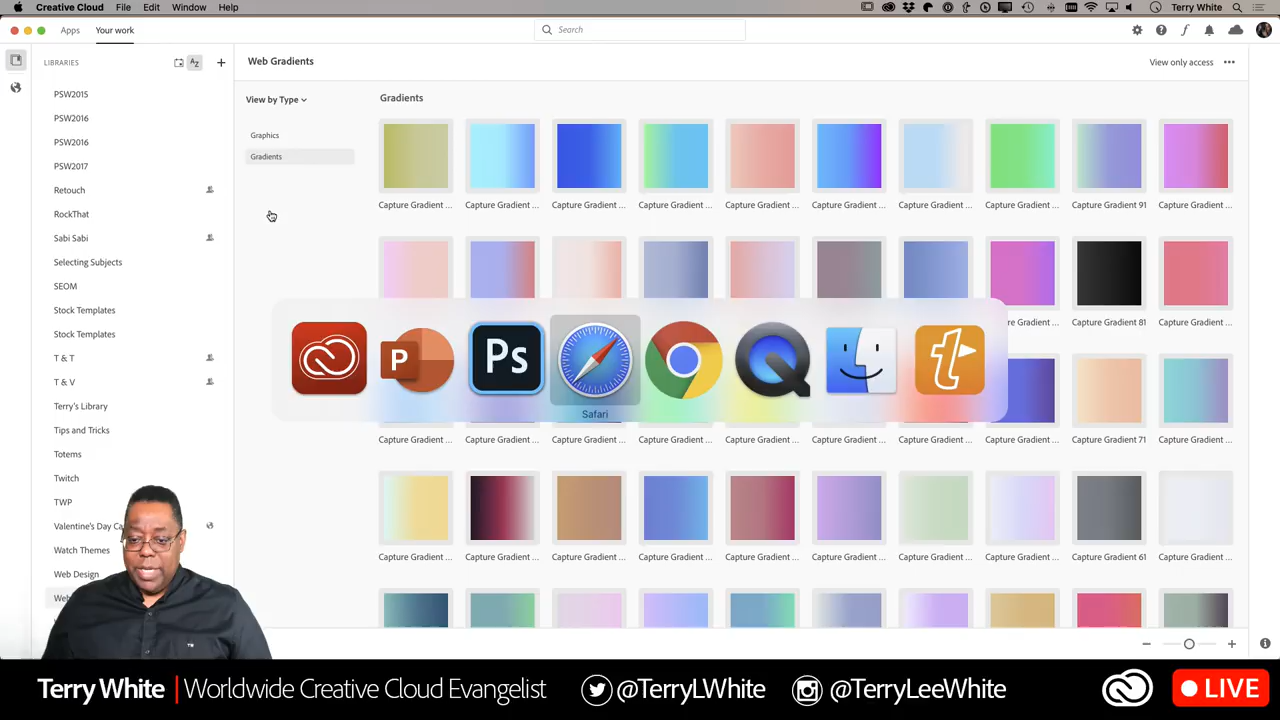 Creative Cloud File Edit Window Help
Terry White
Apps Your work
Search
LIBRARIES
AZ
Web Gradients
View only access
PSW2015
PSW2016
PSW2016
PSW2017
Retouch
RockThat
Sabi Sabi
Selecting Subjects
SEOM
Stock Templates
Stock Templates
T & T
T & V
Terry's Library
Tips and Tricks
Totems
Twitch
TWP
Valentine's Day Ca
Watch Themes
Web Design
View by Type
Graphics
Gradients
Gradients
Capture Gradient ... Capture Gradient ... Capture Gradient ... Capture Gradient ... Capture Gradient ... Capture Gradient ... Capture Gradient ... Capture Gradient ... Capture Gradient 91 Capture Gradient ...
Capture Gradient 81 Capture Gradient ...
P Ps t
Safari
Capture Gradient ... Capture Gradient ... Capture Gradient ... Capture Gradient ... Capture Gradient ... Capture Gradient ... Capture Gradient ... Capture Gradient ... Capture Gradient 71 Capture Gradient ...
Capture Gradient ... Capture Gradient ... Capture Gradient ... Capture Gradient ... Capture Gradient ... Capture Gradient ... Capture Gradient ... Capture Gradient ... Capture Gradient 61 Capture Gradient ...
Terry White | Worldwide Creative Cloud Evangelist @TerryLWhite @TerryLeeWhite LIVE